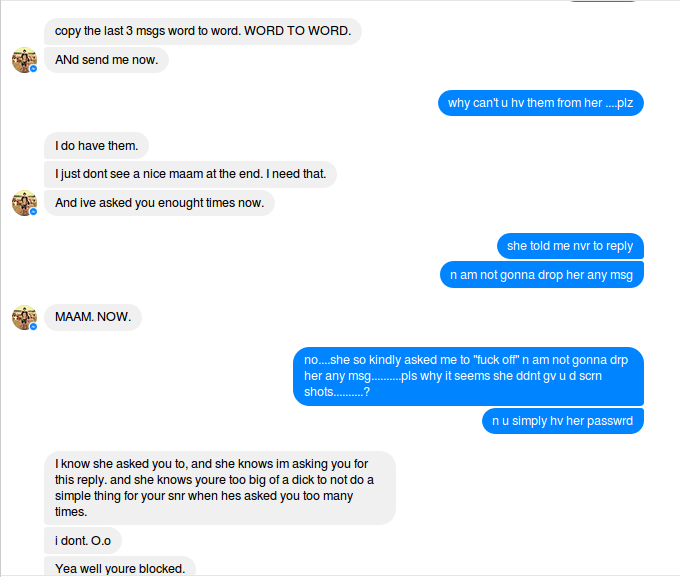 copy the last 3 msgs word to word. WORD TO WORD.
ANd send me now.
why can't u hv them from her ....plz
I do have them.
I just dont see a nice maam at the end. I need that.
And ive asked you enought times now.
she told me nvr to reply
n am not gonna drop her any msg
MAAM. NOW.
no....she so kindly asked me to "fuck off" n am not gonna drp
her any msg..........pls why it seems she ddnt gv u d scrn
shots..........?
n u simply hv her passwrd
I know she asked you to, and she knows im asking you for
this reply. and she knows youre too big of a dick to not do a
simple thing for your snr when hes asked you too many
times.
i dont. O.o
Yea well youre blocked.